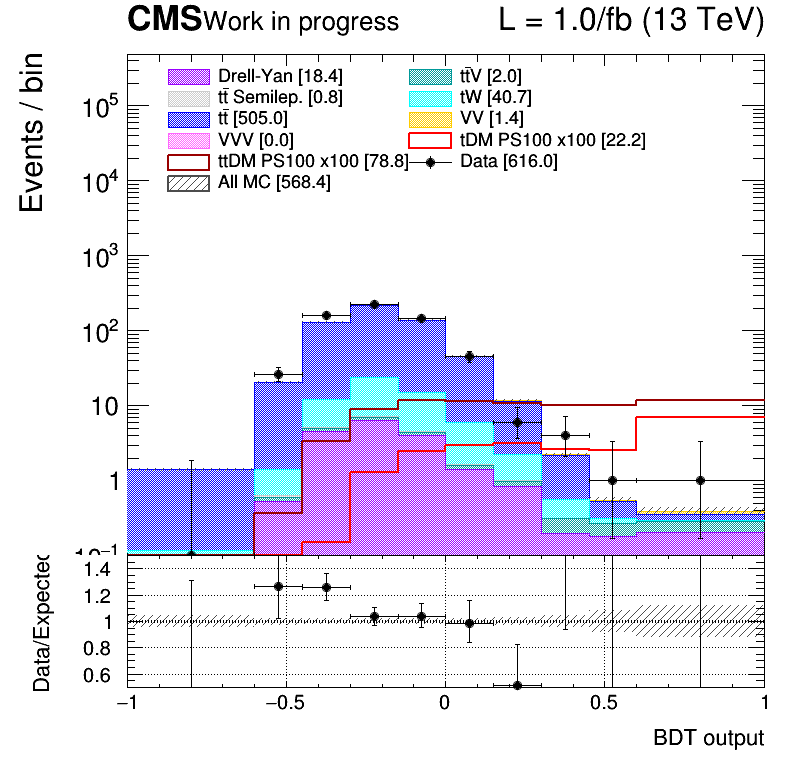 CMS Work in progress L = 1.0/fb (13 TeV)
Drell-Yan [18.4] tt̄V [2.0]
tt̄ Semilep. [0.8] tW [40.7]
tt̄ [505.0] VV [1.4]
VVV [0.0] tDM PS100 x100 [22.2]
ttDM PS100 x100 [78.8] Data [616.0]
All MC [568.4]
Events / bin
10⁵
10⁴
10³
10²
10
1
10⁻¹
Data/Expected
1.4
1.2
1
0.8
0.6
−1 −0.5 0 0.5 1
BDT output